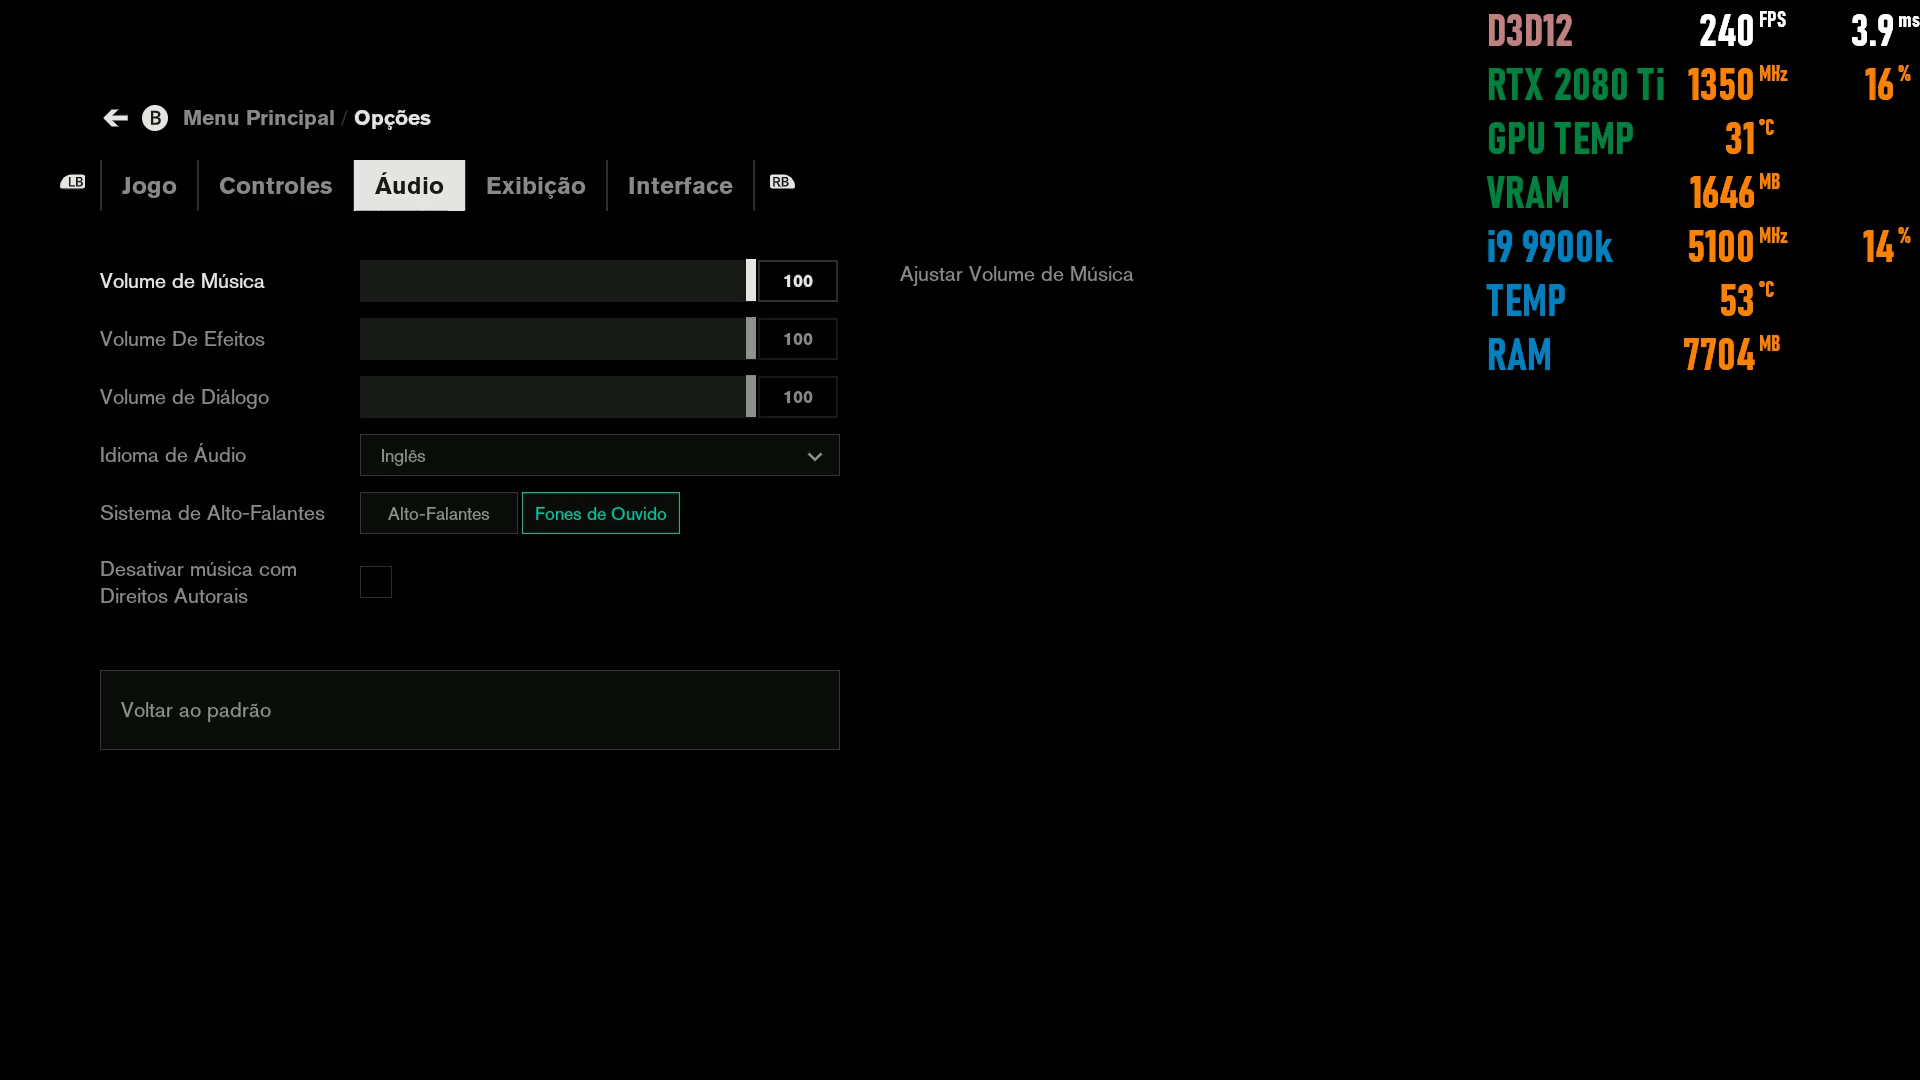 B Menu Principal / Opções
LB Jogo Controles Áudio Exibição Interface RB
Volume de Música 100
Ajustar Volume de Música
Volume De Efeitos 100
Volume de Diálogo 100
Idioma de Áudio Inglês
Sistema de Alto-Falantes Alto-Falantes Fones de Ouvido
Desativar música com
Direitos Autorais
Voltar ao padrão
D3D12 240 FPS 3.9 ms
RTX 2080 Ti 1350 MHz 16 %
GPU TEMP 31 °C
VRAM 1646 MB
i9 9900k 5100 MHz 14 %
TEMP 53 °C
RAM 7704 MB